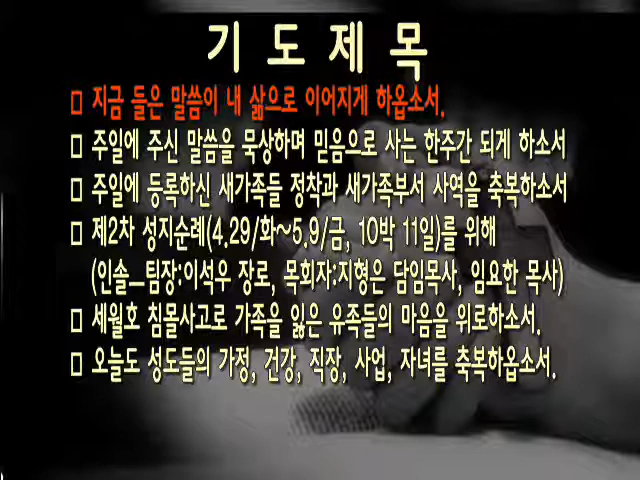 기 도 제 목
□ 지금 들은 말씀이 내 삶으로 이어지게 하옵소서.
□ 주일에 주신 말씀을 묵상하며 믿음으로 사는 한주간 되게 하소서
□ 주일에 등록하신 새가족들 정착과 새가족부서 사역을 축복하소서
□ 제2차 성지순례(4.29/화~5.9/금, 10박 11일)를 위해
(인솔_팀장:이석우 장로, 목회자:지형은 담임목사, 임요한 목사)
□ 세월호 침몰사고로 가족을 잃은 유족들의 마음을 위로하소서.
□ 오늘도 성도들의 가정, 건강, 직장, 사업, 자녀를 축복하옵소서.